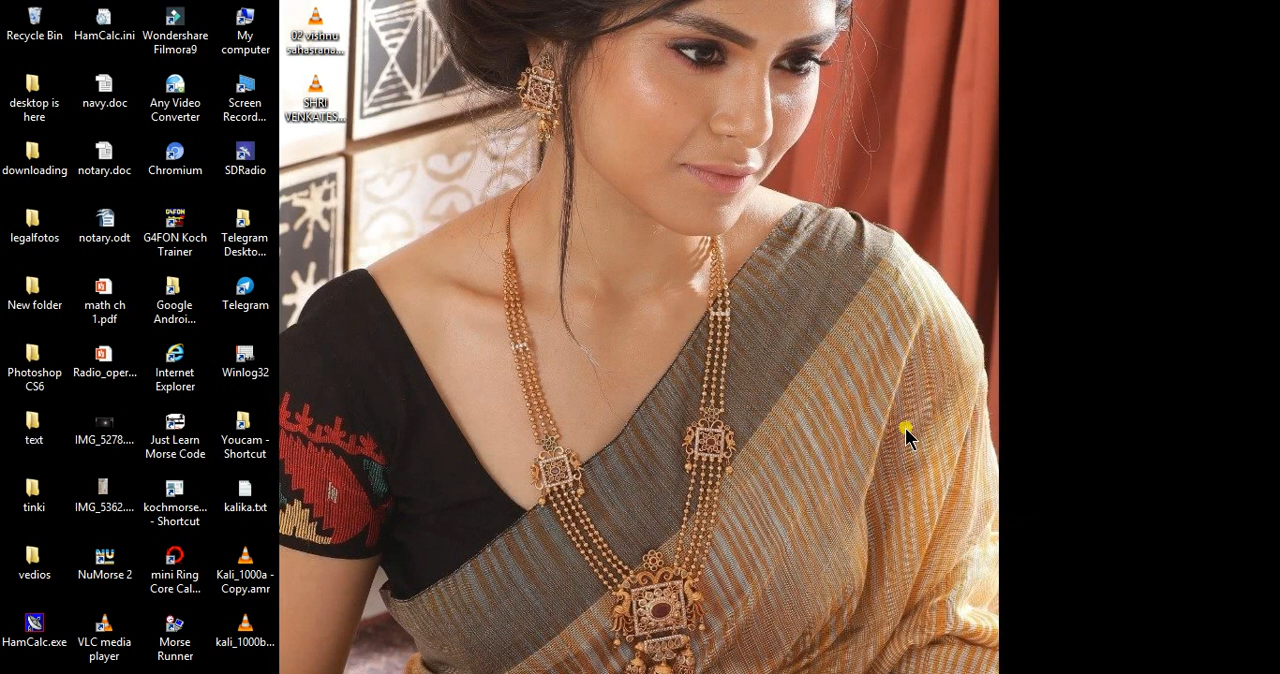 Recycle Bin
HamCalc.ini
Wondershare
Filmora9
My
computer
02 vishnu
sahasrana...
desktop is
here
navy.doc
Any Video
Converter
Screen
Record...
SHRI
VENKATES...
downloading
notary.doc
Chromium
SDRadio
legalfotos
notary.odt
G4FON
G4FON Koch
Trainer
Telegram
Deskto...
New folder
math ch
1.pdf
Google
Androi...
Telegram
Photoshop
CS6
Radio_oper...
Internet
Explorer
Winlog32
text
IMG_5278....
Just Learn
Morse Code
Youcam -
Shortcut
tinki
IMG_5362....
kochmorse...
- Shortcut
kalika.txt
vedios
NU
NuMorse 2
mini Ring
Core Cal...
Kali_1000a -
Copy.amr
HamCalc.exe
VLC media
player
Morse
Runner
kali_1000b...